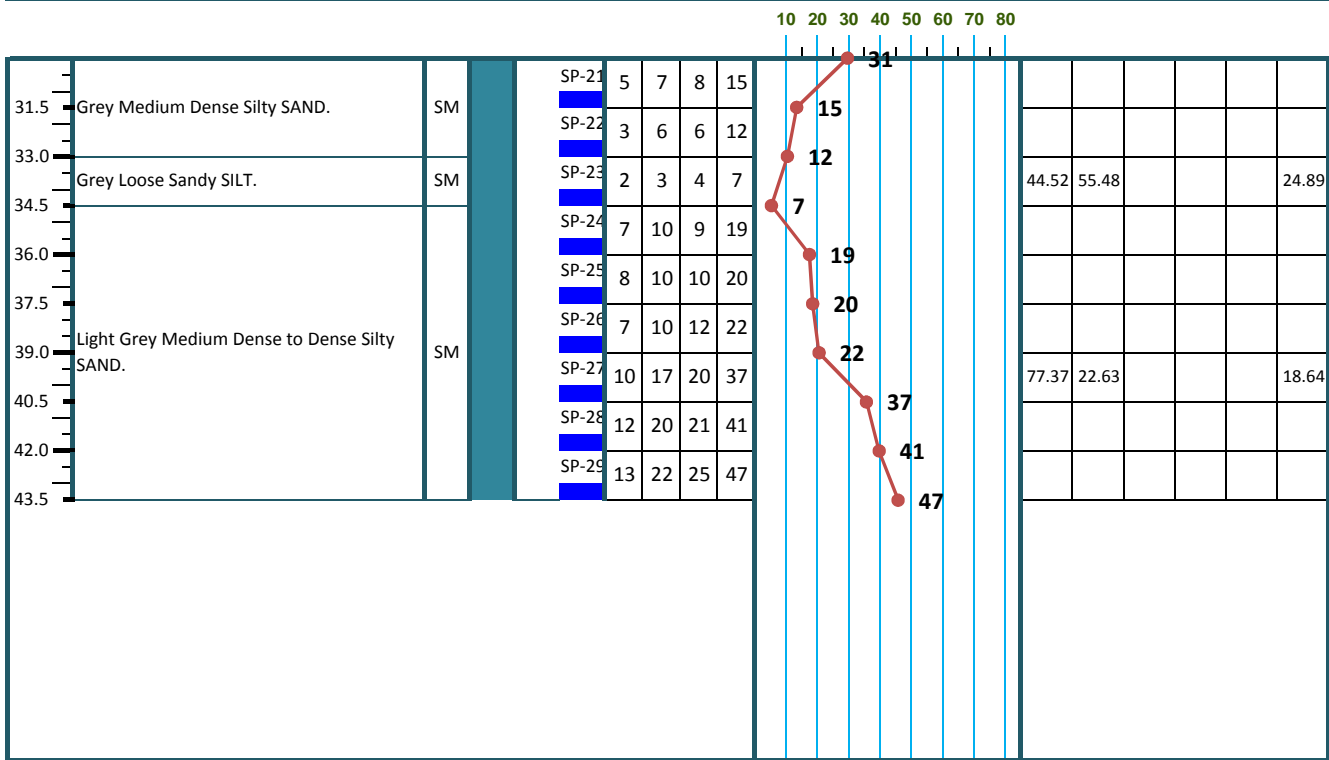 10 20 30 40 50 60 70 80
31
SP-21 5 7 8 15
31.5 Grey Medium Dense Silty SAND. SM 15
SP-22 3 6 6 12
33.0 12
Grey Loose Sandy SILT. SM SP-23 2 3 4 7 44.52 55.48 24.89
34.5 7
SP-24 7 10 9 19
36.0 19
SP-25 8 10 10 20
37.5 20
SP-26 7 10 12 22
Light Grey Medium Dense to Dense Silty
39.0 SM 22
SAND.
SP-27 10 17 20 37 77.37 22.63 18.64
40.5 37
SP-28 12 20 21 41
42.0 41
SP-29 13 22 25 47
43.5 47